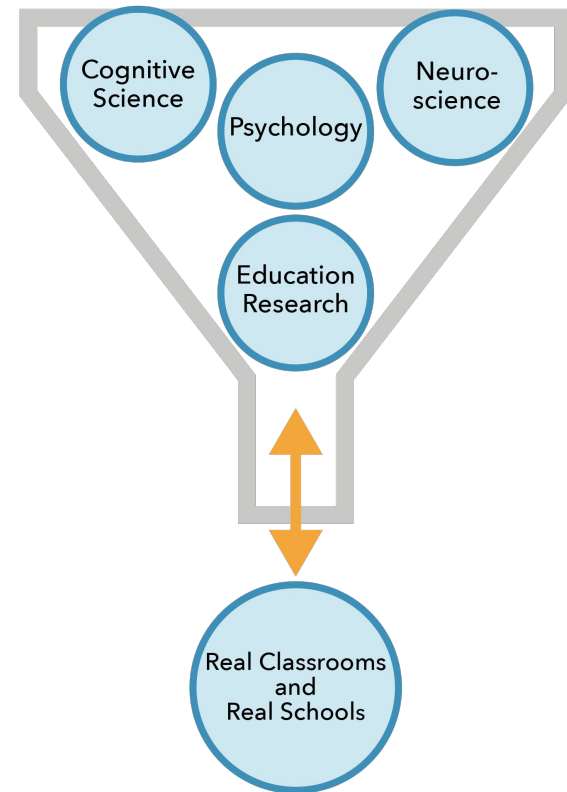 Cognitive
Science
Neuro-
science
Psychology
Education
Research
Real Classrooms
and
Real Schools